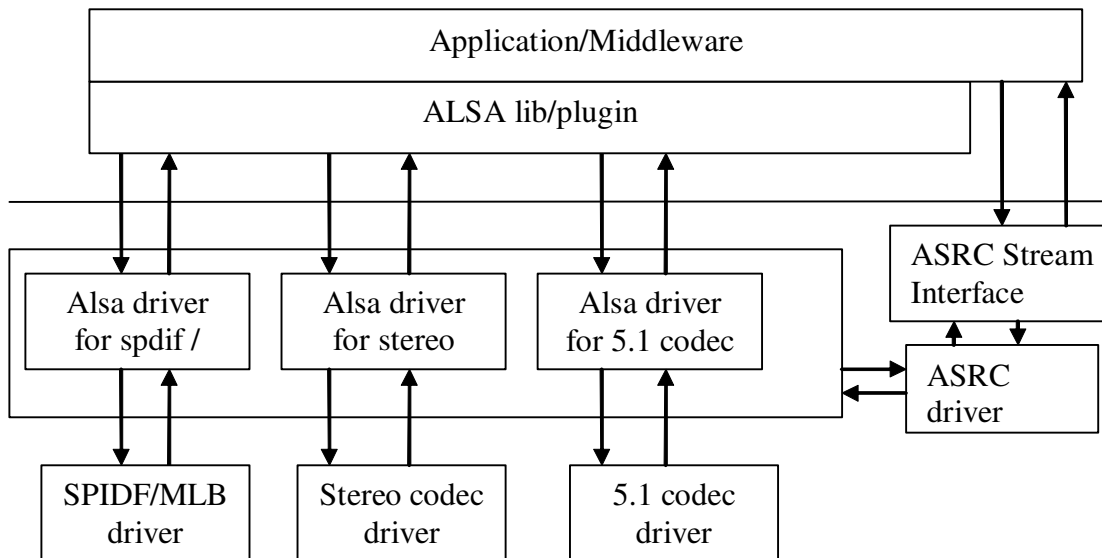 Application/Middleware
ALSA lib/plugin
ASRC Stream
Interface
Alsa driver
for spdif /
Alsa driver
for stereo
Alsa driver
for 5.1 codec
ASRC
driver
SPIDF/MLB
driver
Stereo codec
driver
5.1 codec
driver